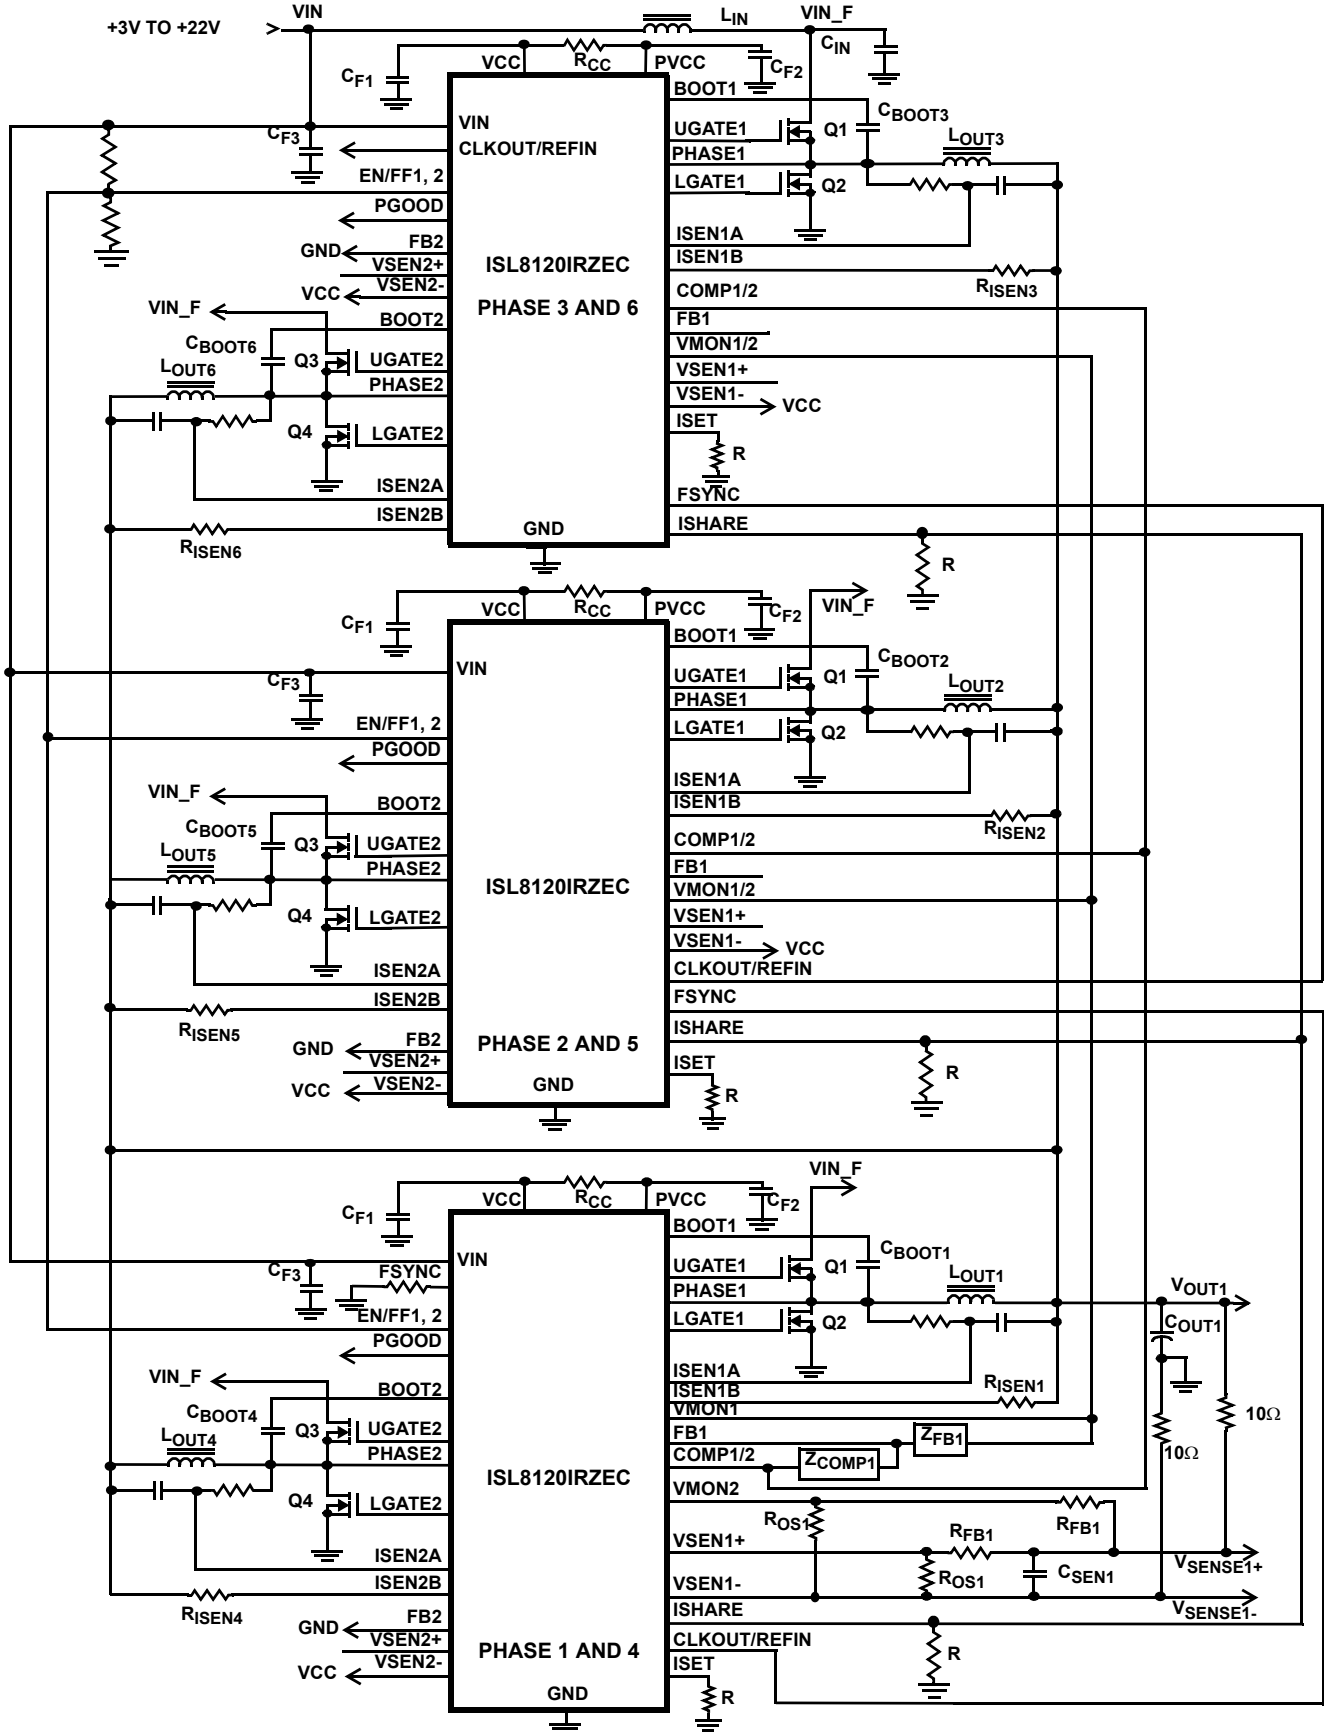 +3V TO +22V
VIN
LIN
VIN_F
CIN
CF1
VCC
RCC
PVCC
CF2
BOOT1
CBOOT3
VIN
UGATE1
Q1
LOUT3
CF3
CLKOUT/REFIN
PHASE1
EN/FF1, 2
LGATE1
Q2
PGOOD
ISEN1A
GND
FB2
ISEN1B
VSEN2+
ISL8120IRZEC
RISEN3
VCC
VSEN2-
COMP1/2
VIN_F
PHASE 3 AND 6
BOOT2
FB1
CBOOT6
VMON1/2
LOUT6
Q3
UGATE2
VSEN1+
PHASE2
VSEN1-
VCC
ISET
Q4
LGATE2
R
ISEN2A
FSYNC
ISEN2B
ISHARE
RISEN6
GND
R
CF1
VCC
RCC
PVCC
CF2
VIN_F
BOOT1
CBOOT2
VIN
UGATE1
Q1
LOUT2
CF3
PHASE1
EN/FF1, 2
LGATE1
Q2
PGOOD
ISEN1A
VIN_F
BOOT2
ISEN1B
CBOOT5
RISEN2
LOUT5
Q3
UGATE2
COMP1/2
PHASE2
FB1
ISL8120IRZEC
VMON1/2
Q4
LGATE2
VSEN1+
VSEN1-
VCC
ISEN2A
CLKOUT/REFIN
ISEN2B
FSYNC
RISEN5
ISHARE
GND
FB2
PHASE 2 AND 5
VSEN2+
ISET
VCC
VSEN2-
GND
R
R
CF1
VCC
RCC
PVCC
CF2
VIN_F
BOOT1
CBOOT1
VIN
UGATE1
Q1
LOUT1
CF3
FSYNC
PHASE1
VOUT1
EN/FF1, 2
LGATE1
Q2
COUT1
PGOOD
ISEN1A
VIN_F
BOOT2
ISEN1B
RISEN1
CBOOT4
VMON1
10Ω
LOUT4
Q3
UGATE2
FB1
ZFB1
PHASE2
COMP1/2
ZCOMP1
10Ω
ISL8120IRZEC
Q4
LGATE2
VMON2
ROS1
RFB1
VSEN1+
RFB1
ISEN2A
VSENSE1+
ISEN2B
VSEN1-
ROS1
CSEN1
RISEN4
ISHARE
VSENSE1-
GND
FB2
VSEN2+
PHASE 1 AND 4
CLKOUT/REFIN
VCC
VSEN2-
ISET
R
GND
R